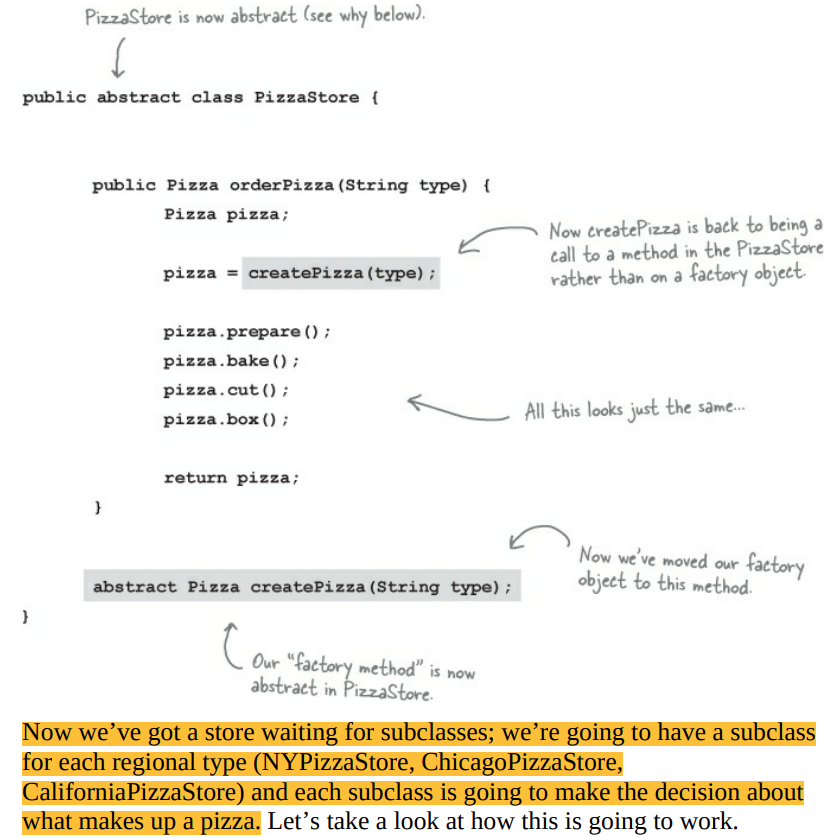 PizzaStore is now abstract (see why below).
public abstract class PizzaStore {
public Pizza orderPizza(String type) {
Pizza pizza;
Now createPizza is back to being a
call to a method in the PizzaStore
rather than on a factory object.
pizza = createPizza(type);
pizza.prepare();
pizza.bake();
pizza.cut();
pizza.box();
All this looks just the same...
return pizza;
}
Now we've moved our factory
object to this method.
abstract Pizza createPizza(String type);
}
Our "factory method" is now
abstract in PizzaStore.
Now we’ve got a store waiting for subclasses; we’re going to have a subclass
for each regional type (NYPizzaStore, ChicagoPizzaStore,
CaliforniaPizzaStore) and each subclass is going to make the decision about
what makes up a pizza. Let’s take a look at how this is going to work.